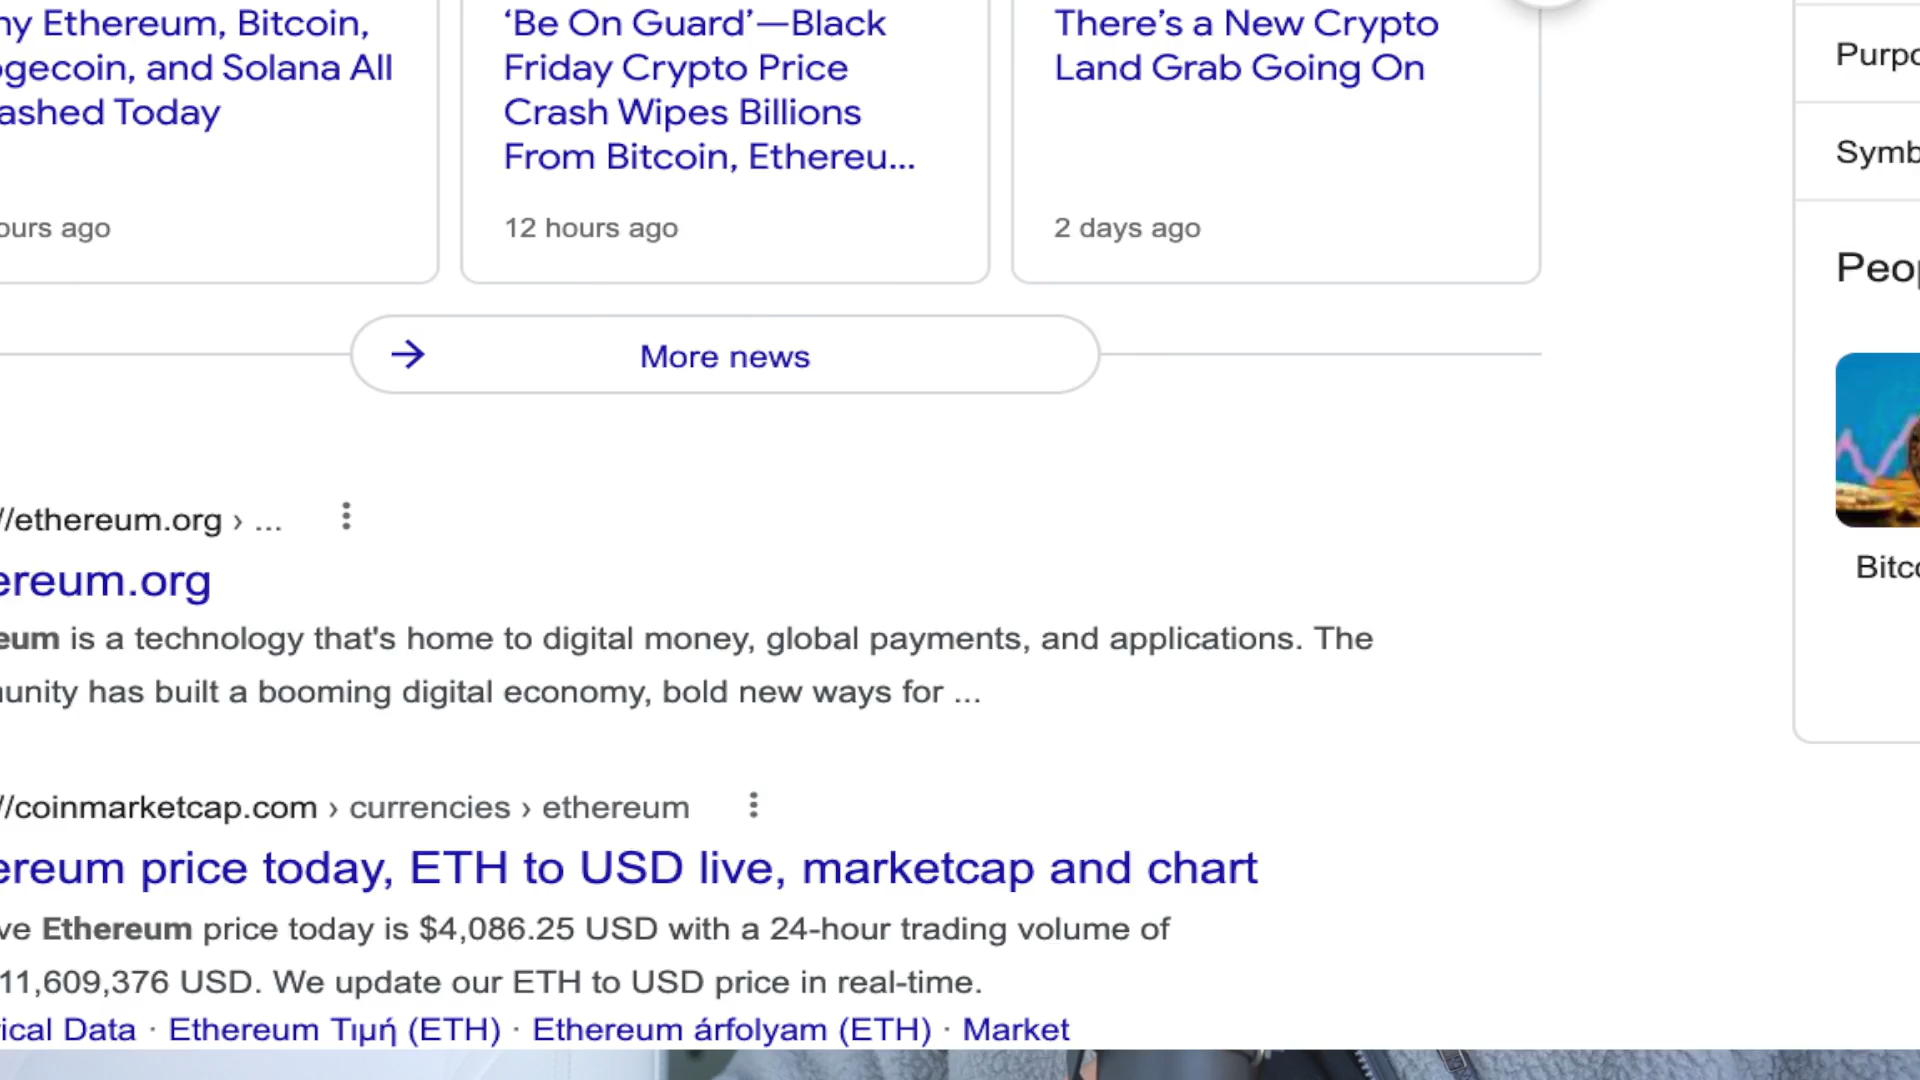 ny Ethereum, Bitcoin,
ogecoin, and Solana All
ashed Today
ours ago
‘Be On Guard’—Black
Friday Crypto Price
Crash Wipes Billions
From Bitcoin, Ethereu...
12 hours ago
There’s a New Crypto
Land Grab Going On
2 days ago
Purpo
Symb
Peop
Bitco
More news
//ethereum.org › ...
ereum.org
eum is a technology that's home to digital money, global payments, and applications. The
unity has built a booming digital economy, bold new ways for ...
//coinmarketcap.com › currencies › ethereum
ereum price today, ETH to USD live, marketcap and chart
ve Ethereum price today is $4,086.25 USD with a 24-hour trading volume of
11,609,376 USD. We update our ETH to USD price in real-time.
ical Data · Ethereum Τιμή (ETH) · Ethereum árfolyam (ETH) · Market